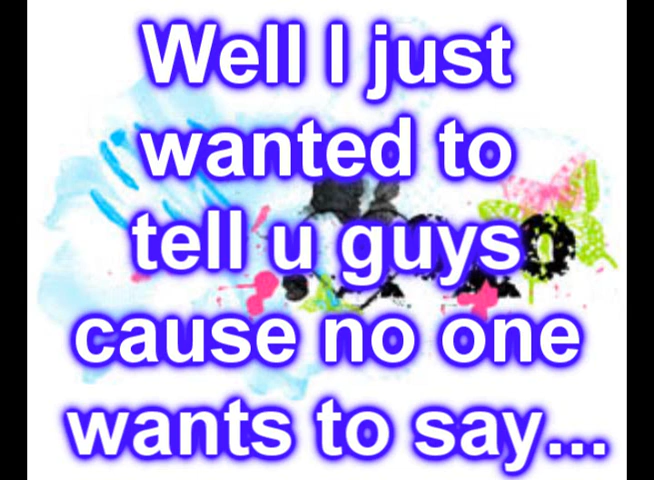 Well I just
wanted to
tell u guys
cause no one
wants to say...